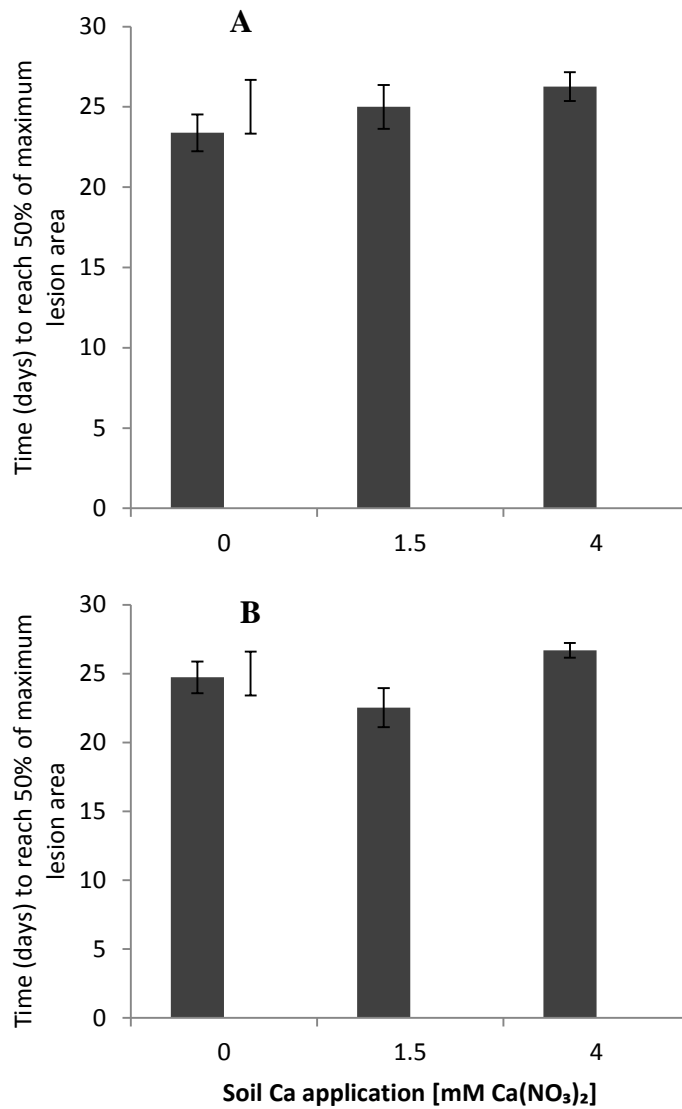 A
Time (days) to reach 50% of maximum
lesion area
30
25
20
15
10
5
0
0 1.5 4
B
Time (days) to reach 50% of maximum
lesion area
30
25
20
15
10
5
0
0 1.5 4
Soil Ca application [mM Ca(NO₃)₂]